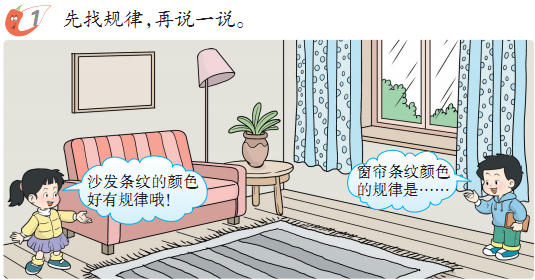 1 先找规律,再说一说。
沙发条纹的颜色
好有规律哦!
窗帘条纹颜色
的规律是……